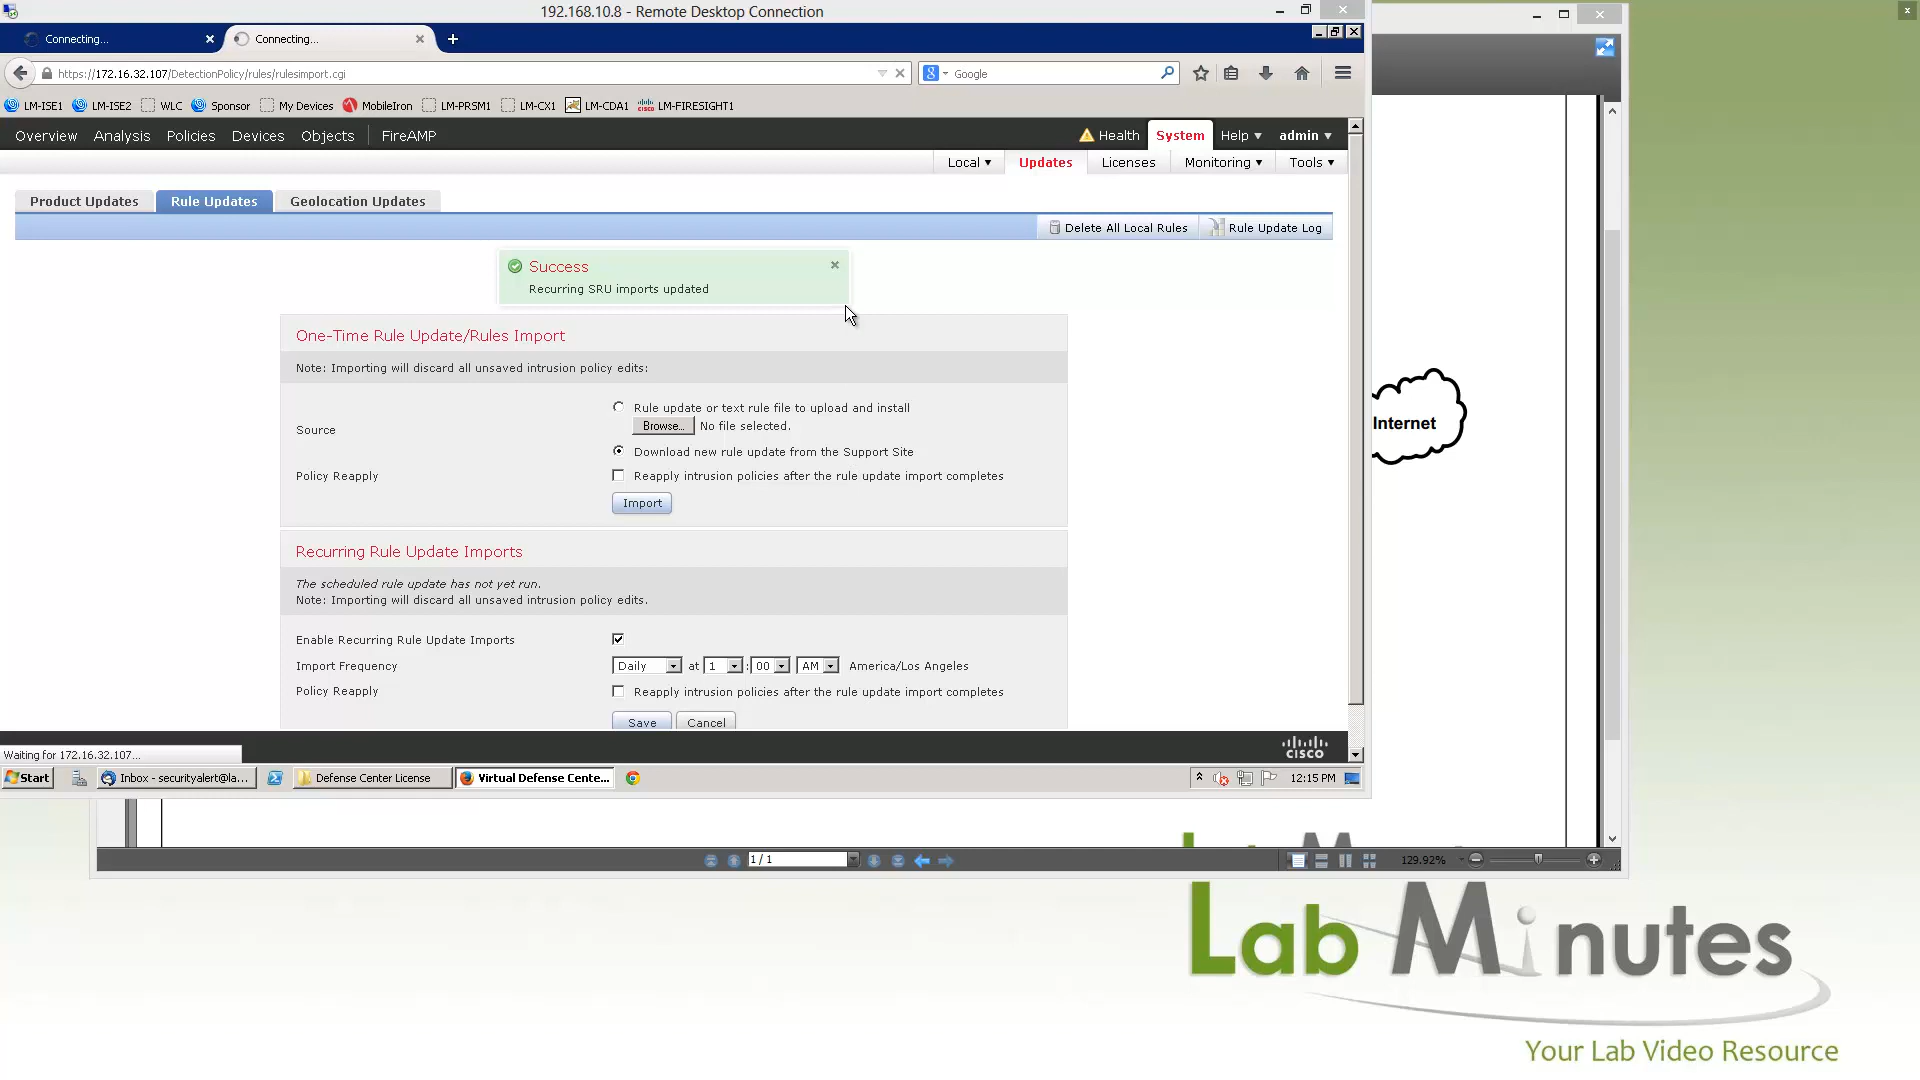 192.168.10.8 - Remote Desktop Connection
Connecting...
Connecting...
https://172.16.32.107/DetectionPolicy/rules/rulesimport.cgi
Google
LM-ISE1 LM-ISE2 WLC Sponsor My Devices MobileIron LM-PRSM1 LM-CX1 LM-CDA1 LM-FIRESIGHT1
Overview Analysis Policies Devices Objects FireAMP Health System Help admin
Local Updates Licenses Monitoring Tools
Product Updates Rule Updates Geolocation Updates
Delete All Local Rules Rule Update Log
Success
Recurring SRU imports updated
One-Time Rule Update/Rules Import
Note: Importing will discard all unsaved intrusion policy edits:
Source
Rule update or text rule file to upload and install
Browse... No file selected.
Download new rule update from the Support Site
Policy Reapply Reapply intrusion policies after the rule update import completes
Import
Recurring Rule Update Imports
The scheduled rule update has not yet run.
Note: Importing will discard all unsaved intrusion policy edits.
Enable Recurring Rule Update Imports
Import Frequency Daily at 1 : 00 AM America/Los Angeles
Policy Reapply Reapply intrusion policies after the rule update import completes
Save Cancel
Waiting for 172.16.32.107...
CISCO
Start Inbox - securityalert@la... Defense Center License Virtual Defense Cente... 12:15 PM
Internet
1 / 1
129.92%
Lab Minutes
Your Lab Video Resource